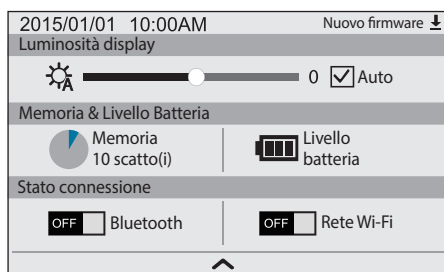 2015/01/01 10:00AM Nuovo firmware
Luminosità display
A 0 Auto
Memoria & Livello Batteria
Memoria
10 scatto(i)
Livello
batteria
Stato connessione
OFF Bluetooth OFF Rete Wi-Fi